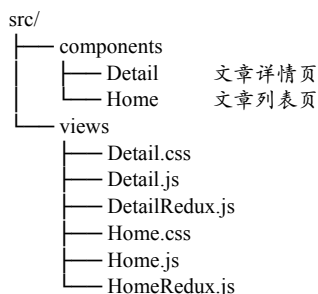 src/
├── components
│   ├── Detail 文章详情页
│   └── Home 文章列表页
└── views
    ├── Detail.css
    ├── Detail.js
    ├── DetailRedux.js
    ├── Home.css
    ├── Home.js
    └── HomeRedux.js